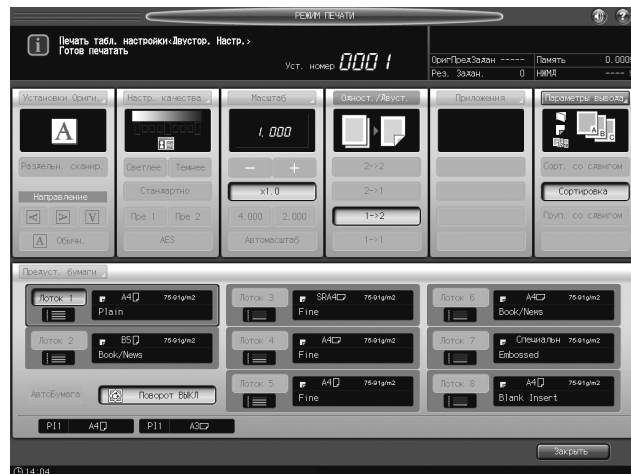 РЕЖИМ ПЕЧАТИ
Печать табл. настройки<Двустор. Настр.>
Готов печатать
Уст. номер 0001
ОригПредЗадан -----
Рез. Задан. 0
Память 0.000%
НЖМД ----
Установки Ориги.
Настр. качества
Масштаб
Одност./Двуст.
Приложения
Параметры вывода
A
1.000
A B C
Раздельн. сканир.
Светлее Темнее
2->2
Сорт. со сдвигом
Направление
Стандартно
x1.0
2->1
Сортировка
Пре 1 Пре 2
4.000 2.000
1->2
Груп. со сдвигом
A Обычн.
AES
Автомасштаб
1->1
Предуст. бумаги
Лоток 1 A4 75-91g/m2
Plain
Лоток 3 SRA4 75-91g/m2
Fine
Лоток 6 A4 75-91g/m2
Book/News
Лоток 2 B5 75-91g/m2
Book/News
Лоток 4 A4 75-91g/m2
Fine
Лоток 7 Специальн 75-91g/m2
Embossed
АвтоБумага Поворот ВЫКЛ
Лоток 5 A4 75-91g/m2
Fine
Лоток 8 A4 75-91g/m2
Blank Insert
PI1 A4 PI1 A3
Закрыть
14:04